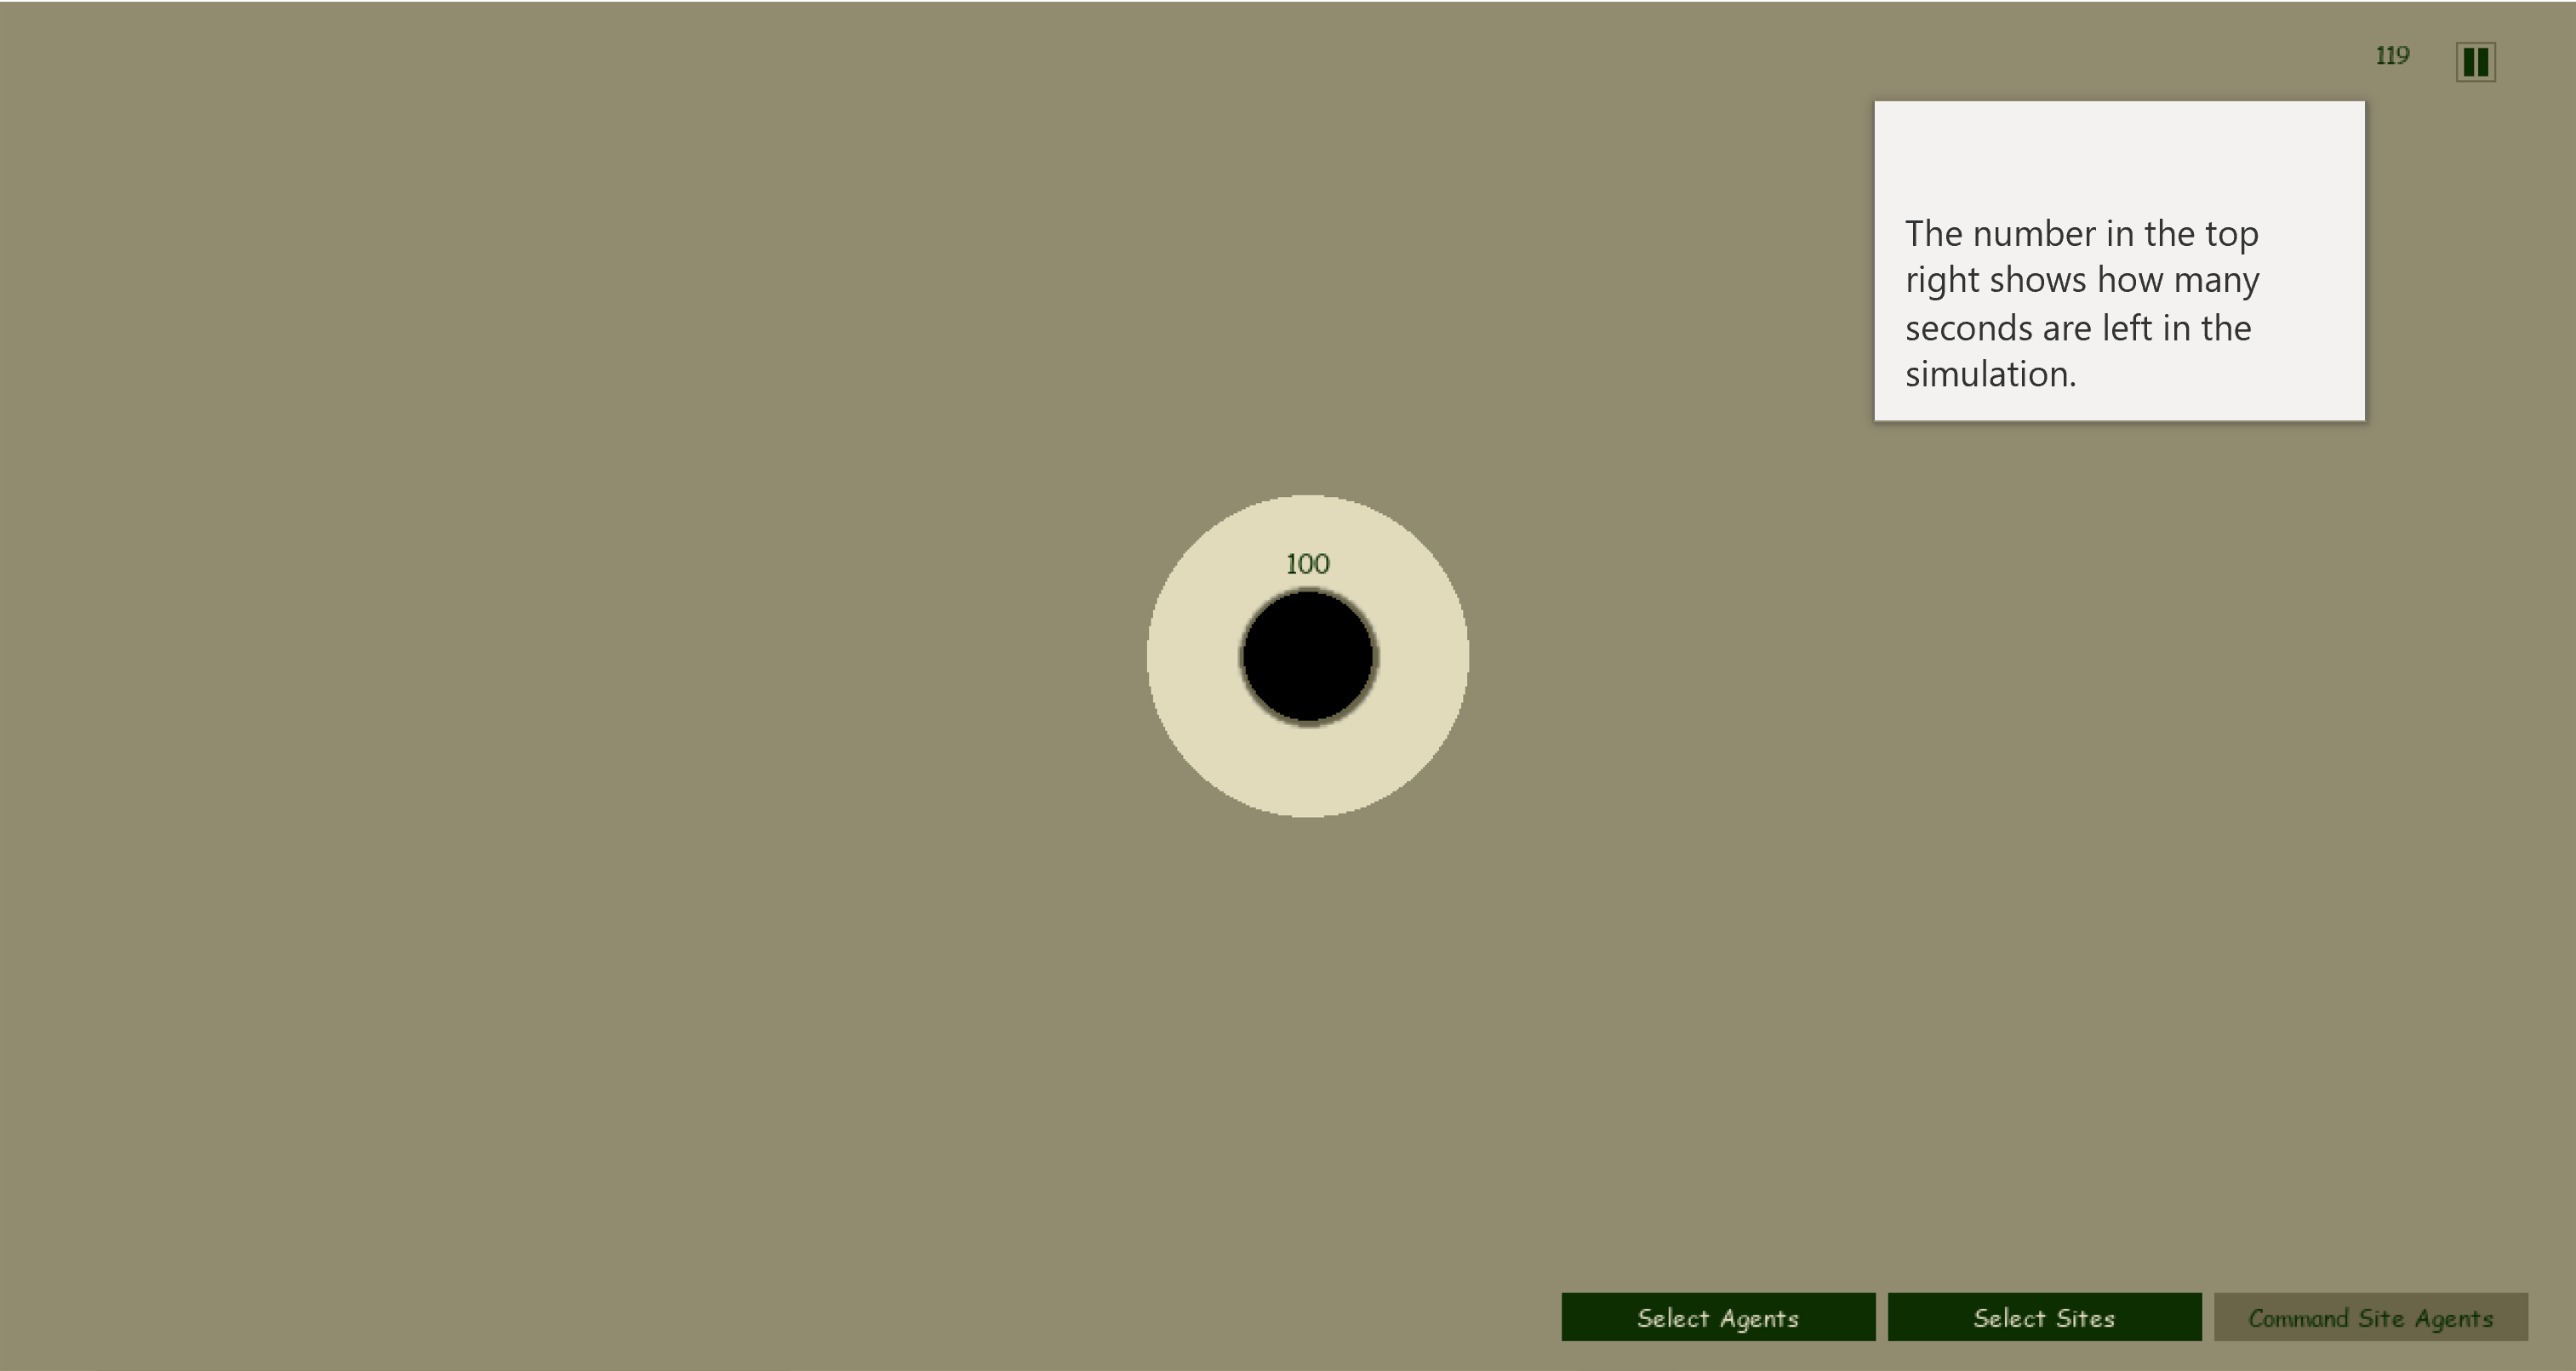 119
The number in the top
right shows how many
seconds are left in the
simulation.
100
Select Agents
Select Sites
Command Site Agents